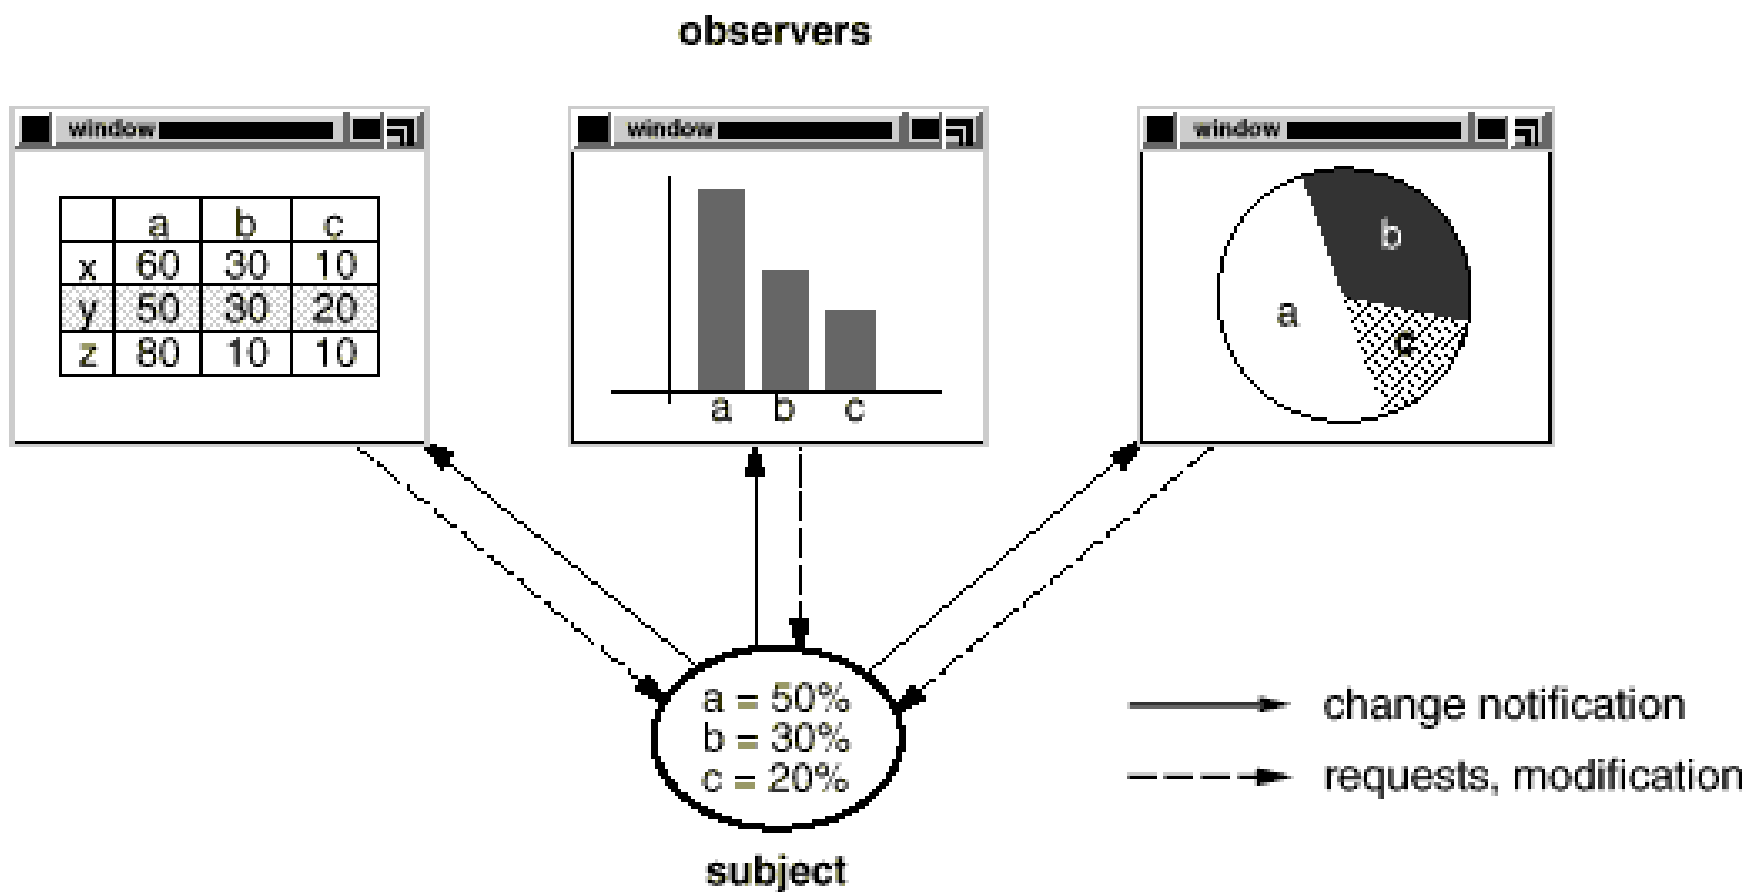 observers
window
a b c
x 60 30 10
y 50 30 20
z 80 10 10
window
a b c
window
b
a
c
a = 50%
b = 30%
c = 20%
subject
change notification
requests, modification